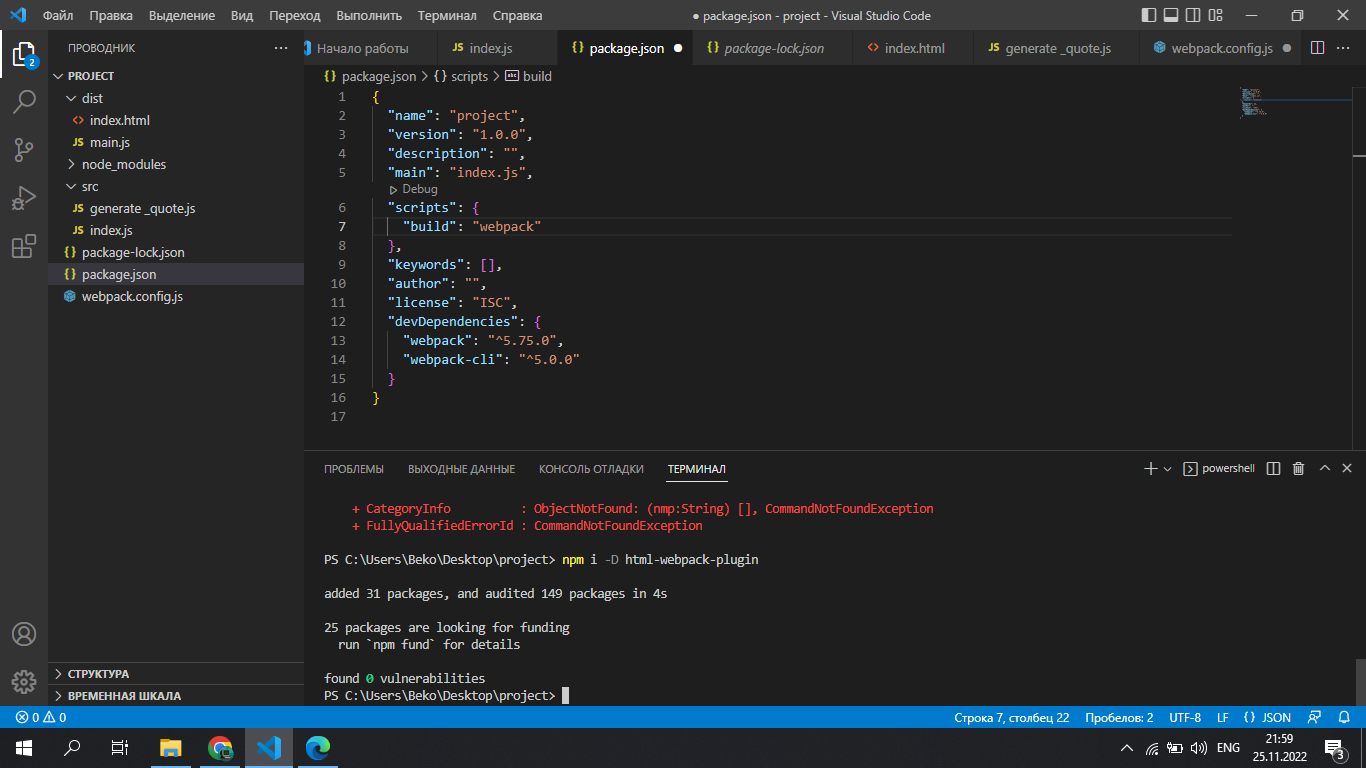 Файл Правка Выделение Вид Переход Выполнить Терминал Справка ● package.json - project - Visual Studio Code
ПРОВОДНИК ···
Начало работы JS index.js {} package.json ● {} package-lock.json <> index.html JS generate _quote.js webpack.config.js ● ···
2
{} package.json > {} scripts > abc build
PROJECT
dist
<> index.html
JS main.js
node_modules
src
JS generate _quote.js
JS index.js
{} package-lock.json
{} package.json
webpack.config.js
СТРУКТУРА
ВРЕМЕННАЯ ШКАЛА
1 {
2 "name": "project",
3 "version": "1.0.0",
4 "description": "",
5 "main": "index.js",
Debug
6 "scripts": {
7 "build": "webpack"
8 },
9 "keywords": [],
10 "author": "",
11 "license": "ISC",
12 "devDependencies": {
13 "webpack": "^5.75.0",
14 "webpack-cli": "^5.0.0"
15 }
16 }
17
ПРОБЛЕМЫ ВЫХОДНЫЕ ДАННЫЕ КОНСОЛЬ ОТЛАДКИ ТЕРМИНАЛ powershell
+ CategoryInfo : ObjectNotFound: (nmp:String) [], CommandNotFoundException
+ FullyQualifiedErrorId : CommandNotFoundException
PS C:\Users\Beko\Desktop\project> npm i -D html-webpack-plugin
added 31 packages, and audited 149 packages in 4s
25 packages are looking for funding
run `npm fund` for details
found 0 vulnerabilities
PS C:\Users\Beko\Desktop\project>
0 0 Строка 7, столбец 22 Пробелов: 2 UTF-8 LF {} JSON
ENG 21:59
25.11.2022 3